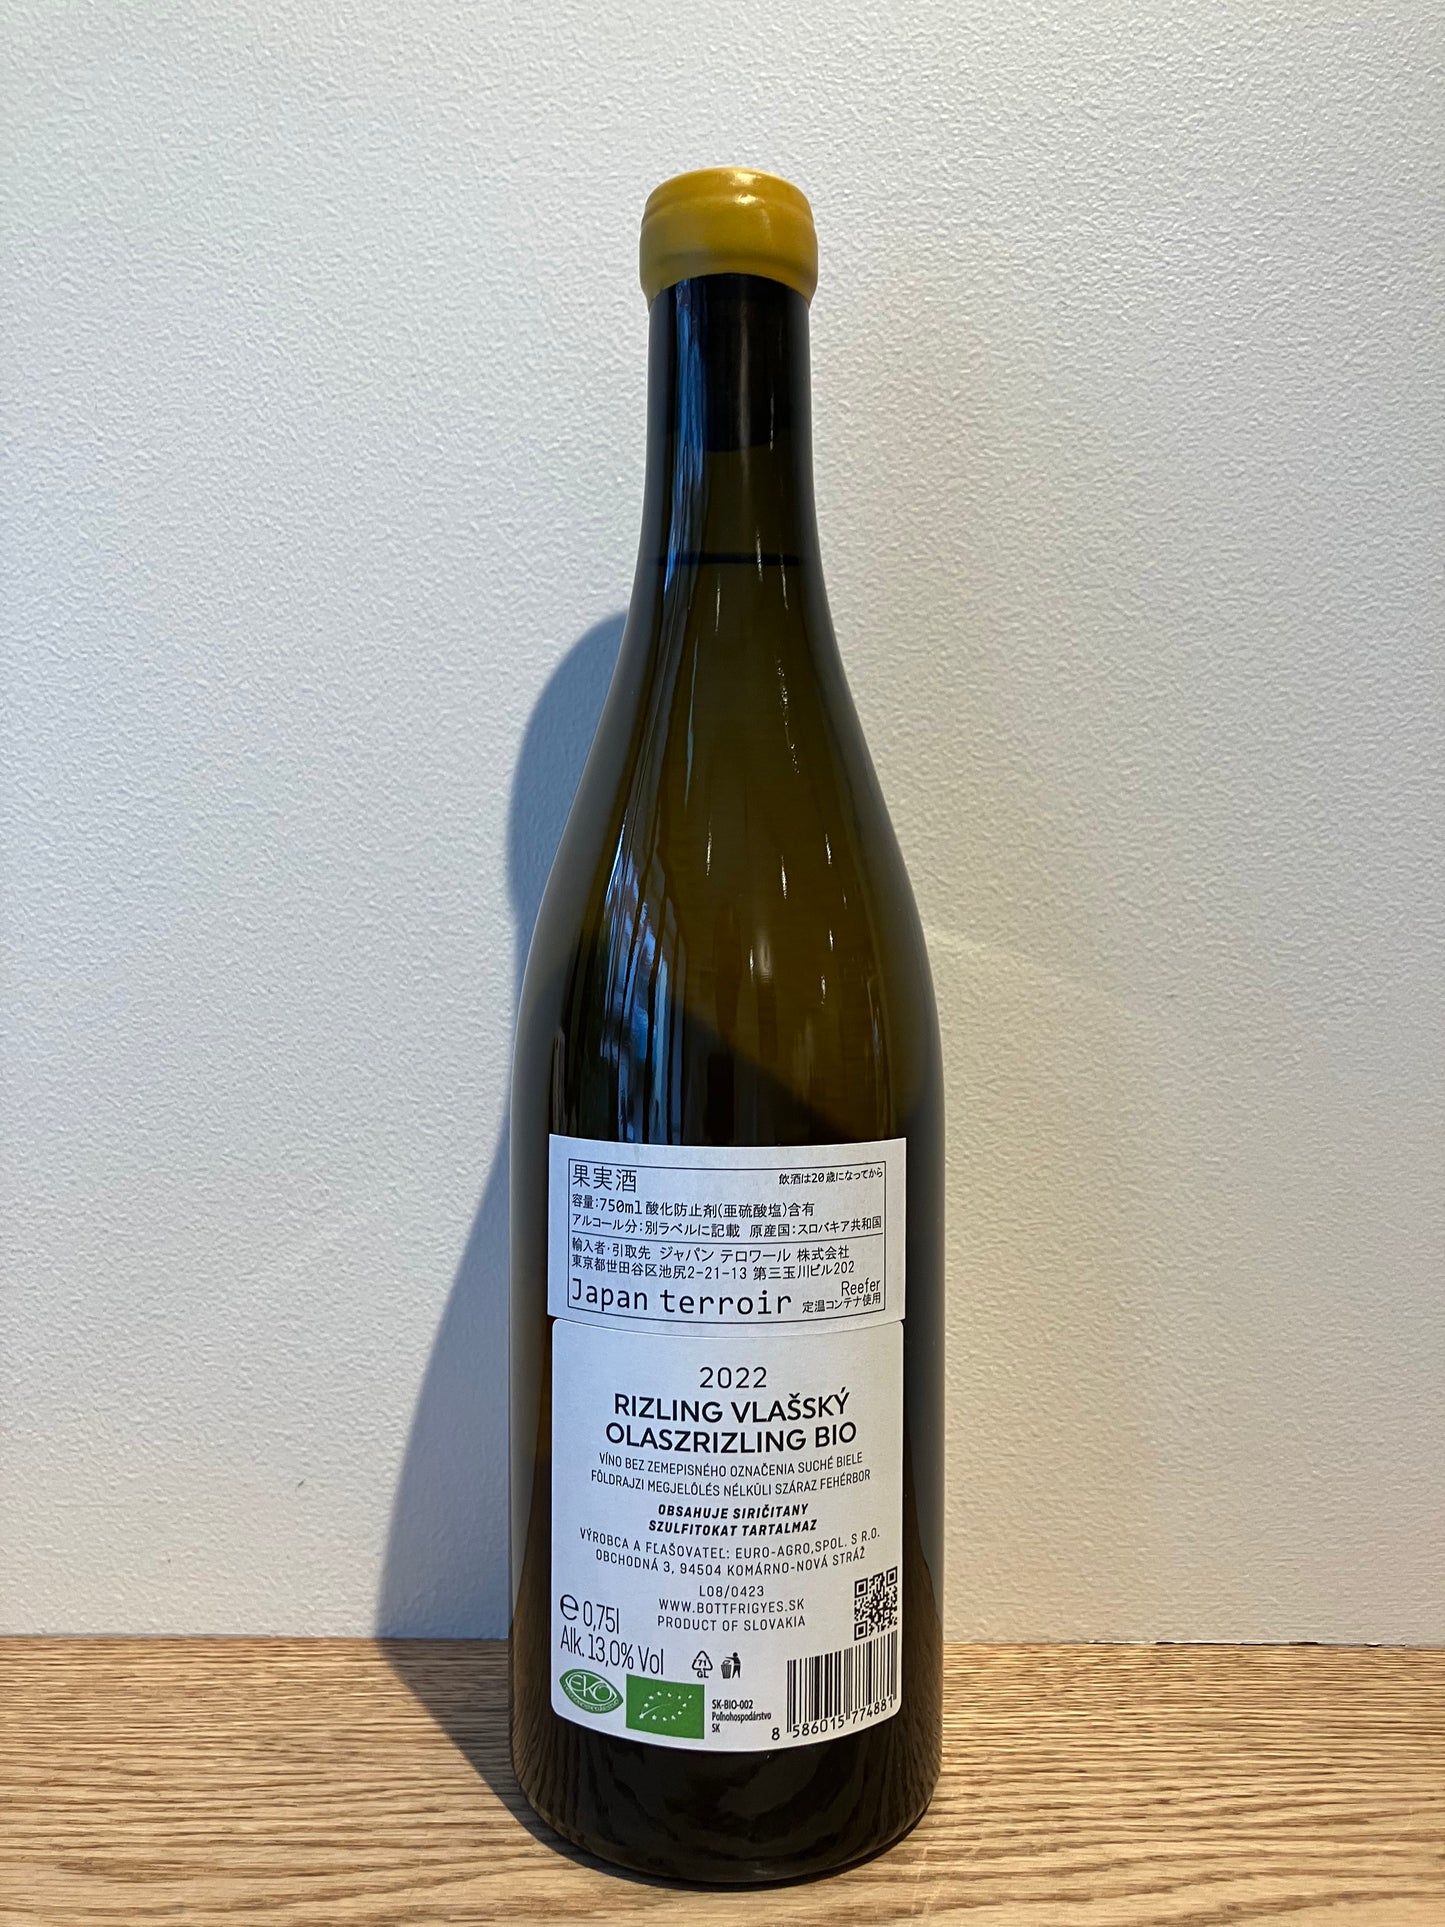 果実酒 飲酒は20歳になってから
容量:750ml 酸化防止剤(亜硫酸塩)含有
アルコール分:別ラベルに記載 原産国:スロバキア共和国
輸入者・引取先 ジャパン テロワール 株式会社
東京都世田谷区池尻2-21-13 第三玉川ビル202
Japan terroir Reefer
定温コンテナ使用
2022
RIZLING VLAŠSKÝ
OLASZRIZLING BIO
VÍNO BEZ ZEMEPISNÉHO OZNAČENIA SUCHÉ BIELE
FÖLDRAJZI MEGJELÖLÉS NÉLKÜLI SZÁRAZ FEHÉRBOR
OBSAHUJE SIRIČITANY
SZULFITOKAT TARTALMAZ
VÝROBCA A FĽAŠOVATEĽ: EURO-AGRO,SPOL. S R.O.
OBCHODNÁ 3, 94504 KOMÁRNO-NOVÁ STRÁŽ
L08/0423
WWW.BOTTFRIGYES.SK
PRODUCT OF SLOVAKIA
e 0,75l
Alk. 13,0% Vol
71
GL
EKO
SK-BIO-002
Poľnohospodárstvo
SK
8 586015 774881